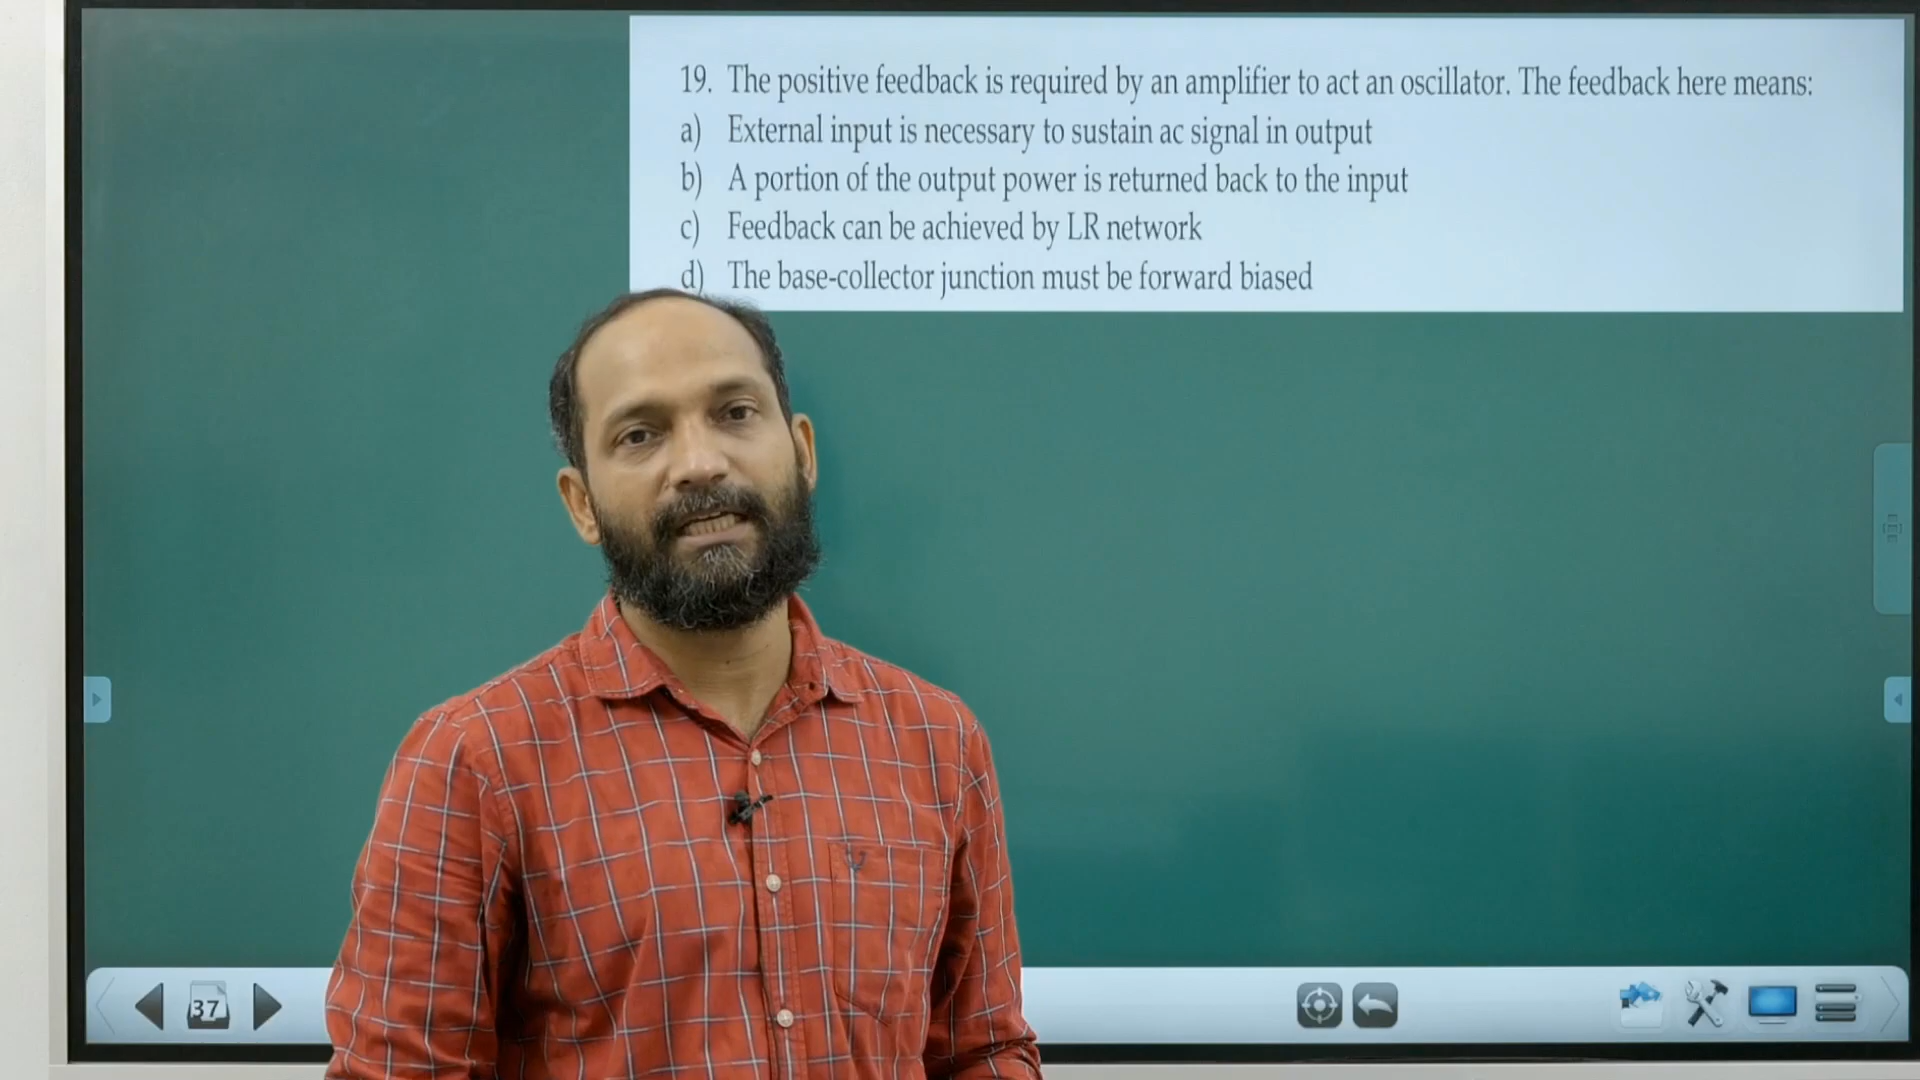 19. The positive feedback is required by an amplifier to act an oscillator. The feedback here means:
a) External input is necessary to sustain ac signal in output
b) A portion of the output power is returned back to the input
c) Feedback can be achieved by LR network
d) The base-collector junction must be forward biased
37